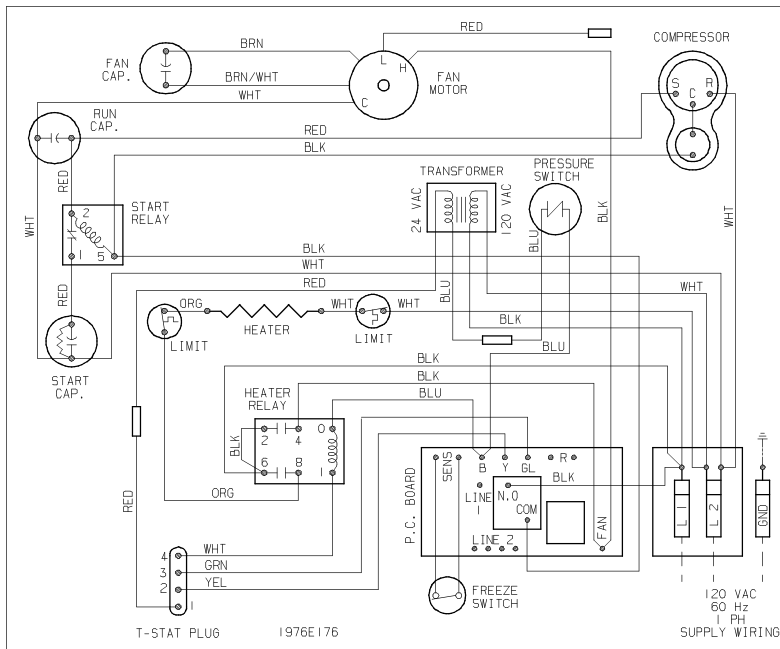 RED
COMPRESSOR
BRN
FAN
CAP.
L
H
S
R
C
BRN/WHT
FAN
MOTOR
WHT
C
RUN
CAP.
RED
BLK
TRANSFORMER
PRESSURE
SWITCH
RED
2
START
RELAY
24 VAC
120 VAC
BLU
BLK
WHT
WHT
1
5
BLK
WHT
RED
BLU
WHT
RED
ORG
HEATER
WHT
WHT
BLK
LIMIT
LIMIT
BLU
START
CAP.
BLK
BLK
HEATER
RELAY
BLU
2
4
0
BLK
6
8
1
ORG
RED
P.C. BOARD
SENS
B
Y
GL
R
LINE
1
N.O
BLK
COM
LINE 2
FAN
L 1
L 2
GND
4
WHT
3
GRN
2
YEL
1
FREEZE
SWITCH
T-STAT PLUG
1976E176
120 VAC
60 Hz
1 PH
SUPPLY WIRING